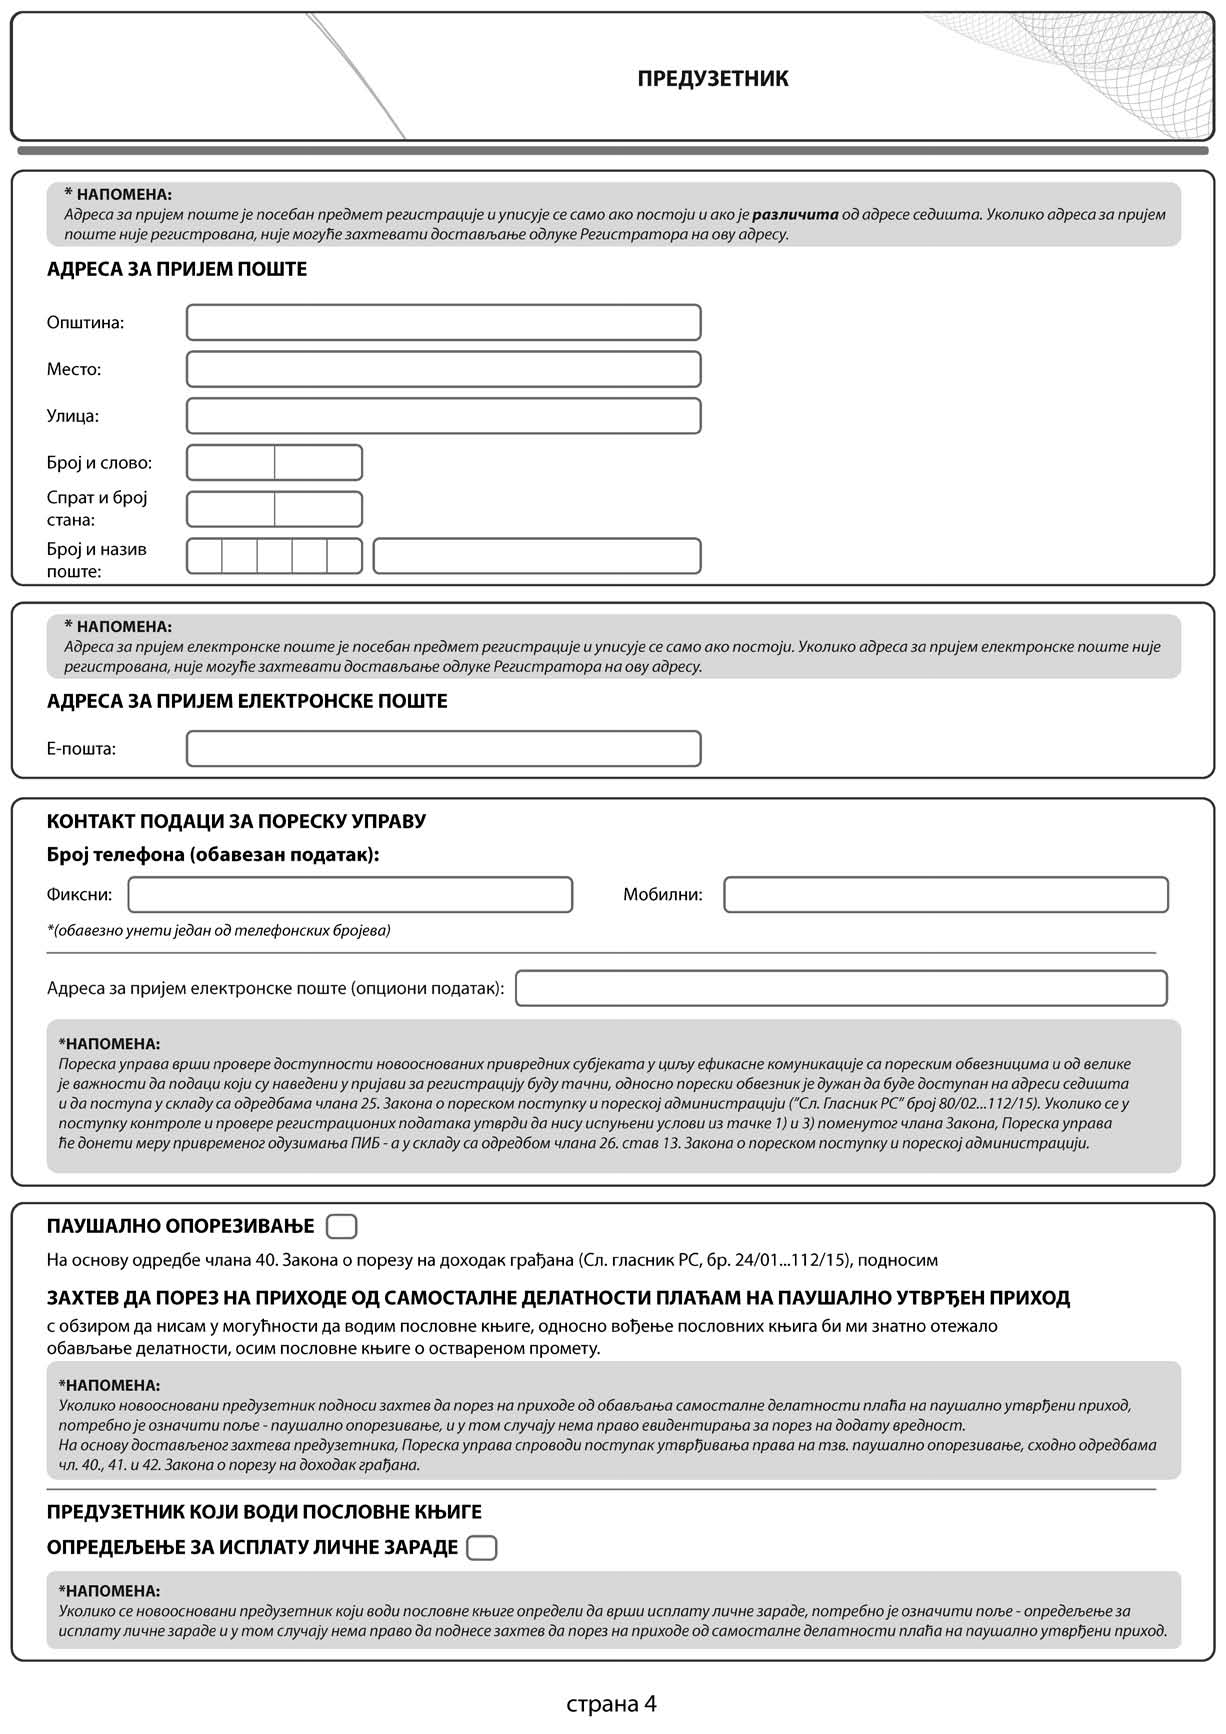 ПРЕДУЗЕТНИК
* НАПОМЕНА:
Адреса за пријем поште је посебан предмет регистрације и уписује се само ако постоји и ако је различита од адресе седишта. Уколико адреса за пријем
поште није регистрована, није могуће захтевати достављање одлуке Регистратора на ову адресу.
АДРЕСА ЗА ПРИЈЕМ ПОШТЕ
Општина:
Место:
Улица:
Број и слово:
Спрат и број
стана:
Број и назив
поште:
* НАПОМЕНА:
Адреса за пријем електронске поште је посебан предмет регистрације и уписује се само ако постоји. Уколико адреса за пријем електронске поште није
регистрована, није могуће захтевати достављање одлуке Регистратора на ову адресу.
АДРЕСА ЗА ПРИЈЕМ ЕЛЕКТРОНСКЕ ПОШТЕ
Е-пошта:
КОНТАКТ ПОДАЦИ ЗА ПОРЕСКУ УПРАВУ
Број телефона (обавезан податак):
Фиксни: Мобилни:
*(обавезно унети један од телефонских бројева)
Адреса за пријем електронске поште (опциони податак):
*НАПОМЕНА:
Пореска управа врши провере доступности новооснованих привредних субјеката у циљу ефикасне комуникације са пореским обвезницима и од велике
је важности да подаци који су наведени у пријави за регистрацију буду тачни, односно порески обвезник је дужан да буде доступан на адреси седишта
и да поступа у складу са одредбама члана 25. Закона о пореском поступку и пореској администрацији (”Сл. Гласник РС” број 80/02...112/15). Уколико се у
поступку контроле и провере регистрационих података утврди да нису испуњени услови из тачке 1) и 3) поменутог члана Закона, Пореска управа
ће донети меру привременог одузимања ПИБ - а у складу са одредбом члана 26. став 13. Закона о пореском поступку и пореској администрацији.
ПАУШАЛНО ОПОРЕЗИВАЊЕ
На основу одредбе члана 40. Закона о порезу на доходак грађана (Сл. гласник РС, бр. 24/01...112/15), подносим
ЗАХТЕВ ДА ПОРЕЗ НА ПРИХОДЕ ОД САМОСТАЛНЕ ДЕЛАТНОСТИ ПЛАЋАМ НА ПАУШАЛНО УТВРЂЕН ПРИХОД
с обзиром да нисам у могућности да водим пословне књиге, односно вођење пословних књига би ми знатно отежало
обављање делатности, осим пословне књиге о оствареном промету.
*НАПОМЕНА:
Уколико новоосновани предузетник подноси захтев да порез на приходе од обављања самосталне делатности плаћа на паушално утврђени приход,
потребно је означити поље - паушално опорезивање, и у том случају нема право евидентирања за порез на додату вредност.
На основу достављеног захтева предузетника, Пореска управа спроводи поступак утврђивања права на тзв. паушално опорезивање, сходно одредбама
чл. 40., 41. и 42. Закона о порезу на доходак грађана.
ПРЕДУЗЕТНИК КОЈИ ВОДИ ПОСЛОВНЕ КЊИГЕ
ОПРЕДЕЉЕЊЕ ЗА ИСПЛАТУ ЛИЧНЕ ЗАРАДЕ
*НАПОМЕНА:
Уколико се новоосновани предузетник који води пословне књиге определи да врши исплату личне зараде, потребно је означити поље - опредељење за
исплату личне зараде и у том случају нема право да поднесе захтев да порез на приходе од самосталне делатности плаћа на паушално утврђени приход.
страна 4